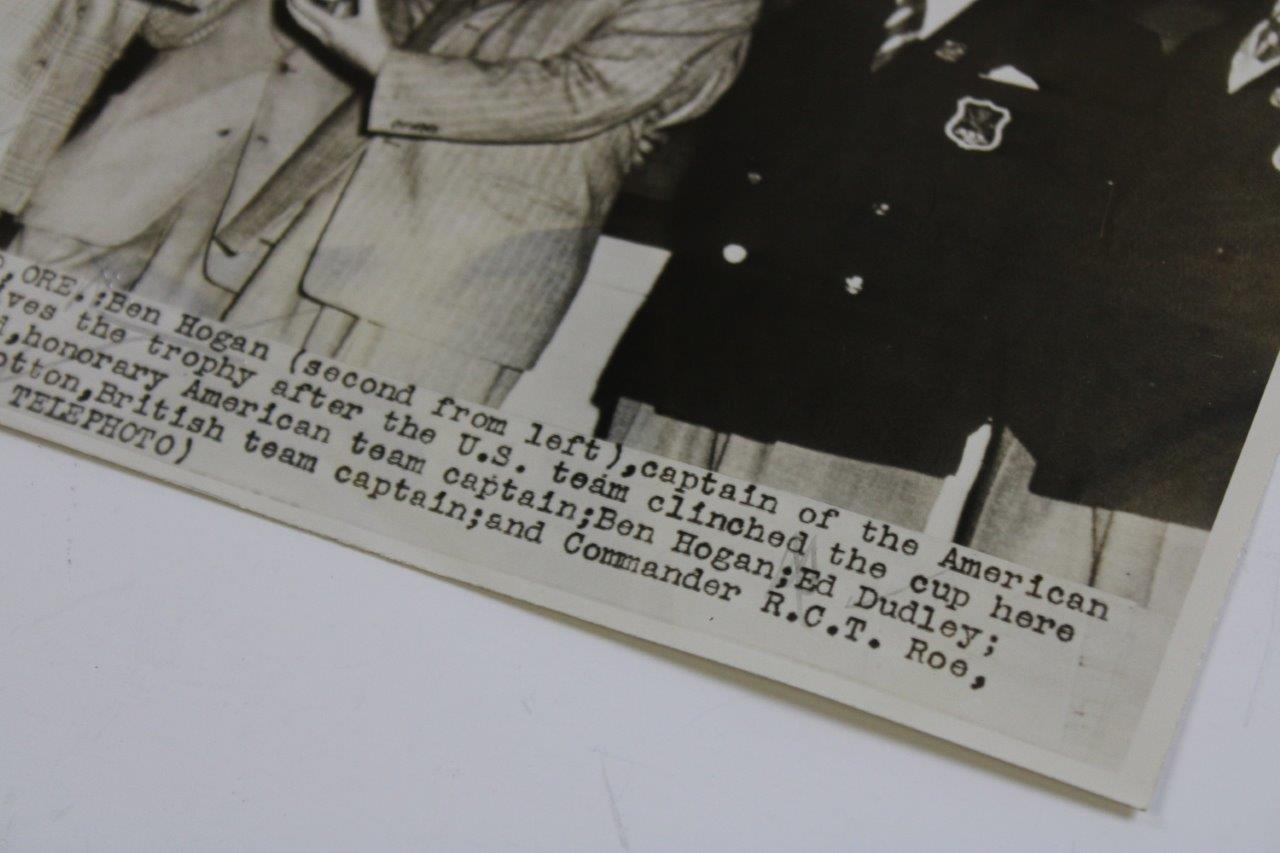 , ORE.:Ben Hogan (second from left),captain of the American
ves the trophy after the U.S. team clinched the cup here
,honorary American team captain;Ben Hogan;Ed Dudley;
otton,British team captain;and Commander R.C.T. Roe,
TELEPHOTO)